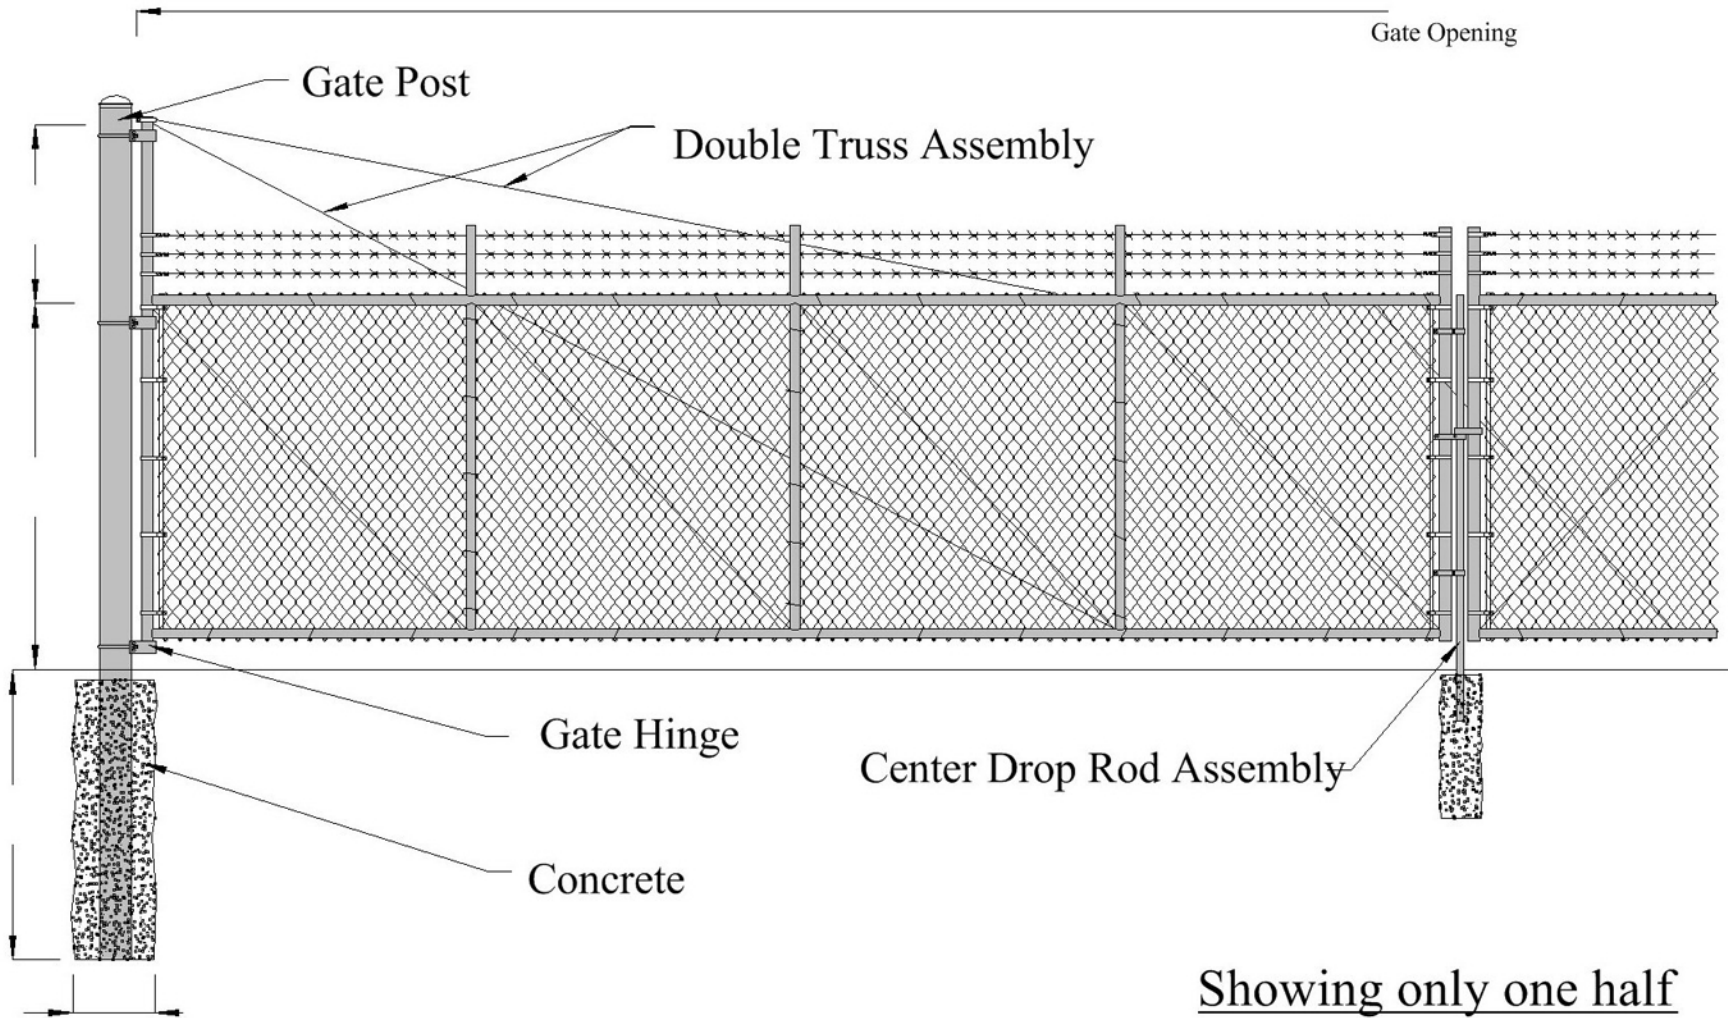 Gate Opening
Gate Post
Double Truss Assembly
Gate Hinge
Center Drop Rod Assembly
Concrete
Showing only one half